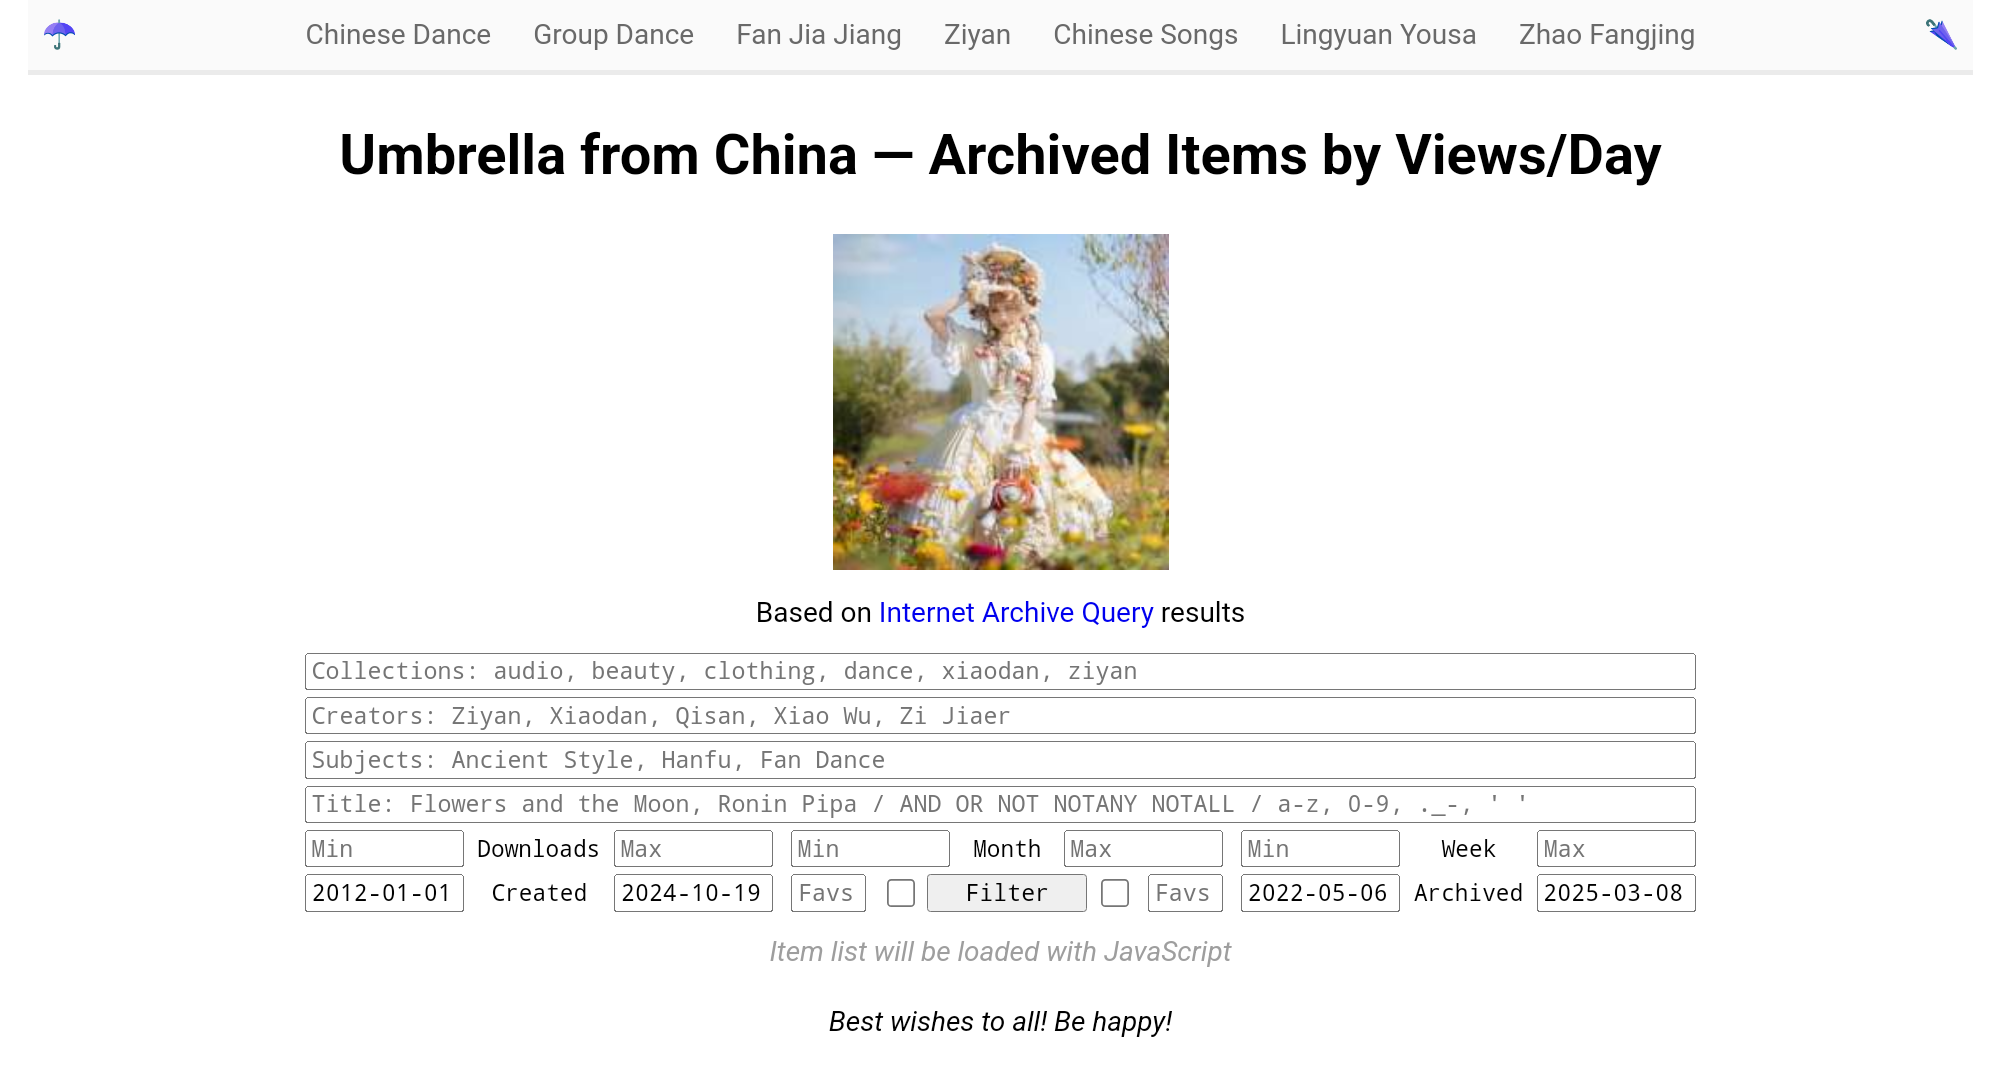 Chinese Dance Group Dance Fan Jia Jiang Ziyan Chinese Songs Lingyuan Yousa Zhao Fangjing
Umbrella from China — Archived Items by Views/Day
Based on Internet Archive Query results
Collections: audio, beauty, clothing, dance, xiaodan, ziyan
Creators: Ziyan, Xiaodan, Qisan, Xiao Wu, Zi Jiaer
Subjects: Ancient Style, Hanfu, Fan Dance
Title: Flowers and the Moon, Ronin Pipa / AND OR NOT NOTANY NOTALL / a-z, 0-9, ._-, ' '
Min Downloads Max Min Month Max Min Week Max
2012-01-01 Created 2024-10-19 Favs Filter Favs 2022-05-06 Archived 2025-03-08
Item list will be loaded with JavaScript
Best wishes to all! Be happy!